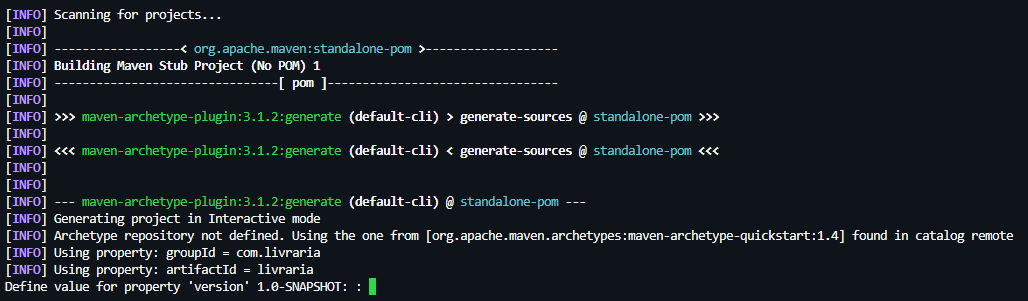 [INFO] Scanning for projects...
[INFO]
[INFO] ------------------< org.apache.maven:standalone-pom >-------------------
[INFO] Building Maven Stub Project (No POM) 1
[INFO] --------------------------------[ pom ]---------------------------------
[INFO]
[INFO] >>> maven-archetype-plugin:3.1.2:generate (default-cli) > generate-sources @ standalone-pom >>>
[INFO]
[INFO] <<< maven-archetype-plugin:3.1.2:generate (default-cli) < generate-sources @ standalone-pom <<<
[INFO]
[INFO]
[INFO] --- maven-archetype-plugin:3.1.2:generate (default-cli) @ standalone-pom ---
[INFO] Generating project in Interactive mode
[INFO] Archetype repository not defined. Using the one from [org.apache.maven.archetypes:maven-archetype-quickstart:1.4] found in catalog remote
[INFO] Using property: groupId = com.livraria
[INFO] Using property: artifactId = livraria
Define value for property 'version' 1.0-SNAPSHOT: :